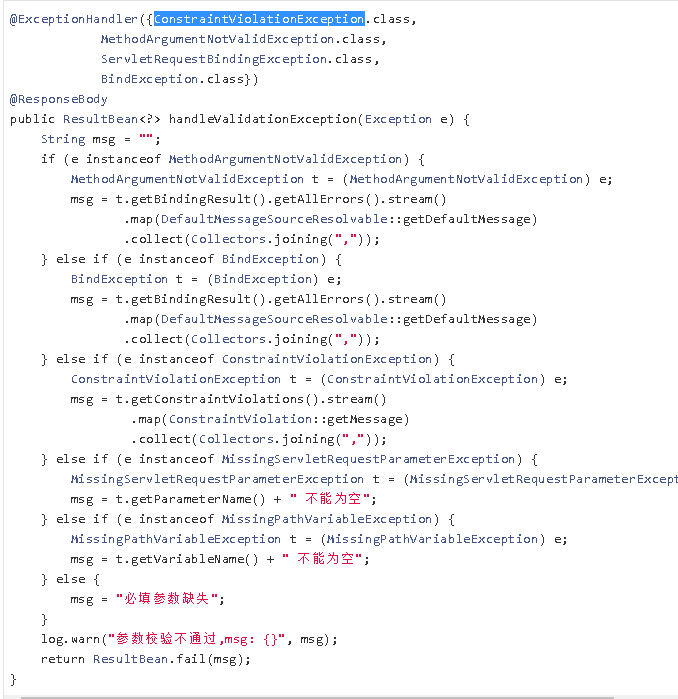 @ExceptionHandler({ConstraintViolationException.class,
MethodArgumentNotValidException.class,
ServletRequestBindingException.class,
BindException.class})
@ResponseBody
public ResultBean<?> handleValidationException(Exception e) {
String msg = "";
if (e instanceof MethodArgumentNotValidException) {
MethodArgumentNotValidException t = (MethodArgumentNotValidException) e;
msg = t.getBindingResult().getAllErrors().stream()
.map(DefaultMessageSourceResolvable::getDefaultMessage)
.collect(Collectors.joining(","));
} else if (e instanceof BindException) {
BindException t = (BindException) e;
msg = t.getBindingResult().getAllErrors().stream()
.map(DefaultMessageSourceResolvable::getDefaultMessage)
.collect(Collectors.joining(","));
} else if (e instanceof ConstraintViolationException) {
ConstraintViolationException t = (ConstraintViolationException) e;
msg = t.getConstraintViolations().stream()
.map(ConstraintViolation::getMessage)
.collect(Collectors.joining(","));
} else if (e instanceof MissingServletRequestParameterException) {
MissingServletRequestParameterException t = (MissingServletRequestParameterExcept
msg = t.getParameterName() + " 不能为空";
} else if (e instanceof MissingPathVariableException) {
MissingPathVariableException t = (MissingPathVariableException) e;
msg = t.getVariableName() + " 不能为空";
} else {
msg = "必填参数缺失";
}
log.warn("参数校验不通过,msg: {}", msg);
return ResultBean.fail(msg);
}